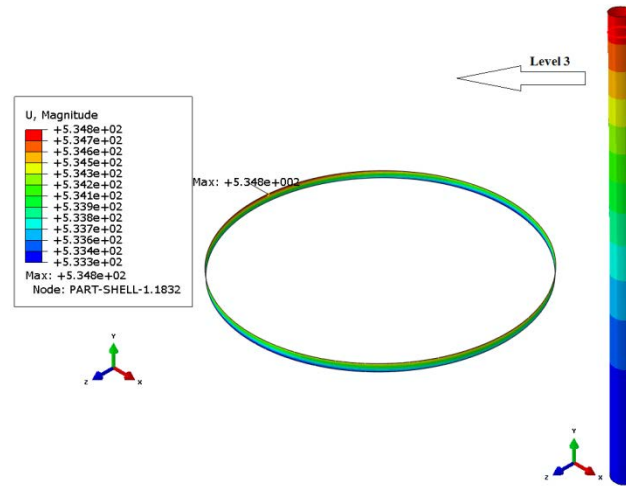 Level 3
U, Magnitude
+5.348e+02
+5.347e+02
+5.346e+02
+5.345e+02
+5.343e+02
+5.342e+02
+5.341e+02
+5.339e+02
+5.338e+02
+5.337e+02
+5.336e+02
+5.334e+02
+5.333e+02
Max: +5.348e+02
Node: PART-SHELL-1.1832
Max: +5.348e+002
Y
Z
X
Y
Z
X